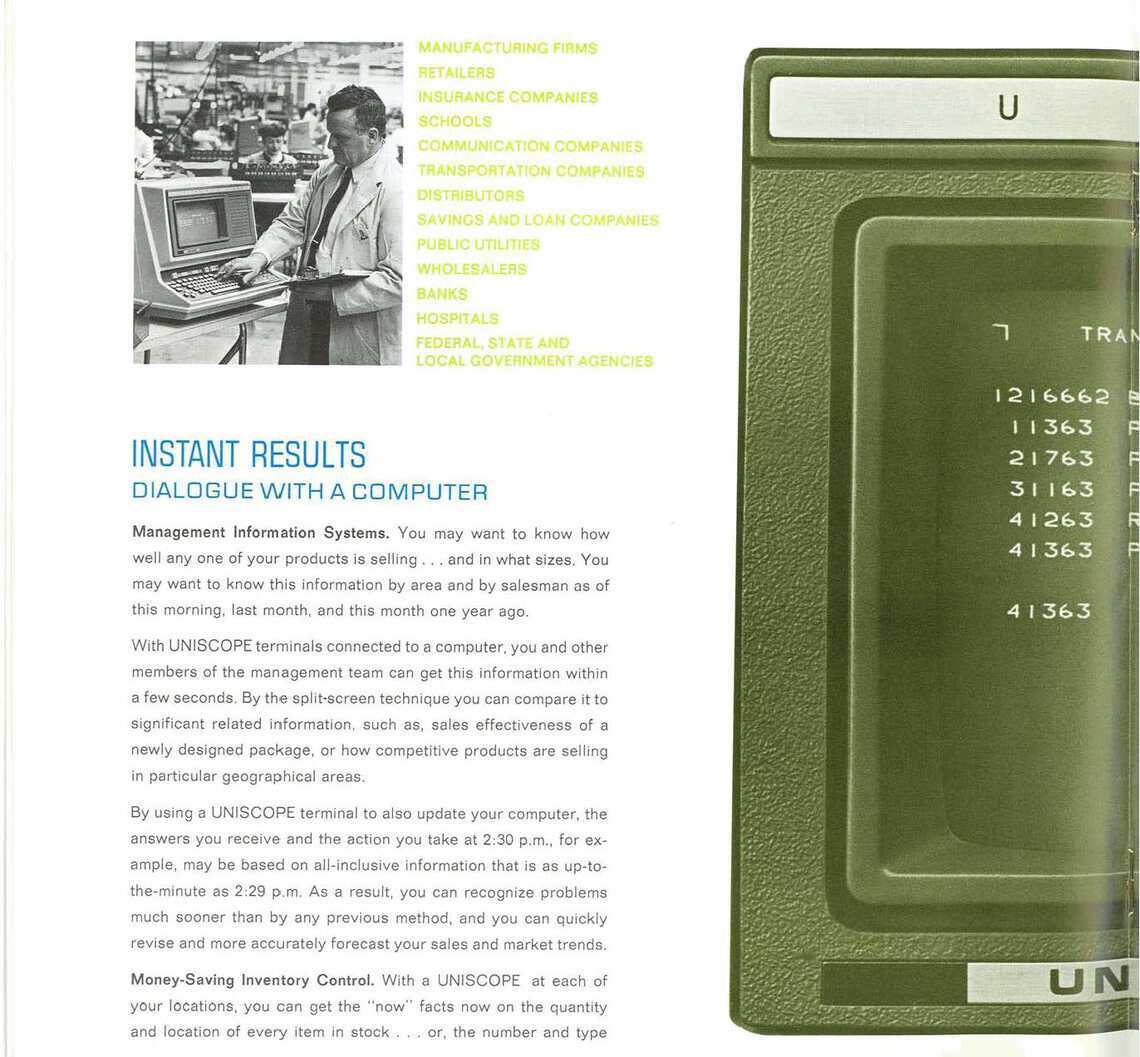 MANUFACTURING FIRMS
RETAILERS
INSURANCE COMPANIES
SCHOOLS
COMMUNICATION COMPANIES
TRANSPORTATION COMPANIES
DISTRIBUTORS
SAVINGS AND LOAN COMPANIES
PUBLIC UTILITIES
WHOLESALERS
BANKS
HOSPITALS
FEDERAL, STATE AND
LOCAL GOVERNMENT AGENCIES
INSTANT RESULTS
DIALOGUE WITH A COMPUTER
Management Information Systems. You may want to know how
well any one of your products is selling . . . and in what sizes. You
may want to know this information by area and by salesman as of
this morning, last month, and this month one year ago.
With UNISCOPE terminals connected to a computer, you and other
members of the management team can get this information within
a few seconds. By the split-screen technique you can compare it to
significant related information, such as, sales effectiveness of a
newly designed package, or how competitive products are selling
in particular geographical areas.
By using a UNISCOPE terminal to also update your computer, the
answers you receive and the action you take at 2:30 p.m., for ex-
ample, may be based on all-inclusive information that is as up-to-
the-minute as 2:29 p.m. As a result, you can recognize problems
much sooner than by any previous method, and you can quickly
revise and more accurately forecast your sales and market trends.
Money-Saving Inventory Control. With a UNISCOPE at each of
your locations, you can get the "now" facts now on the quantity
and location of every item in stock . . . or, the number and type
U
TRAN
1216662
11363
21763
31163
41263
41363
41363
UN